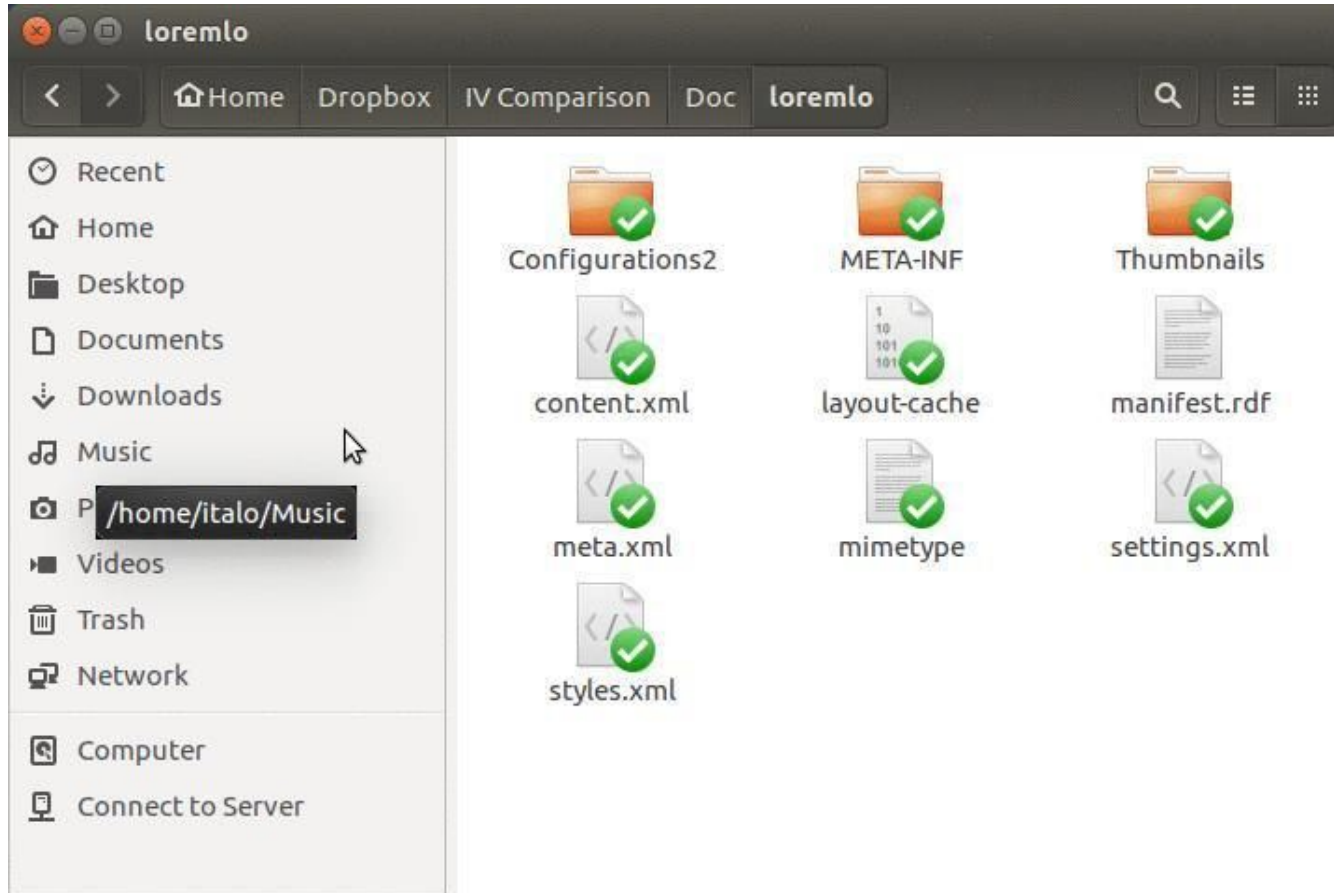 loremlo
Home Dropbox IV Comparison Doc loremlo
Recent
Home
Desktop
Documents
Downloads
Music
P
/home/italo/Music
Videos
Trash
Network
Computer
Connect to Server
Configurations2 META-INF Thumbnails
content.xml layout-cache manifest.rdf
meta.xml mimetype settings.xml
styles.xml